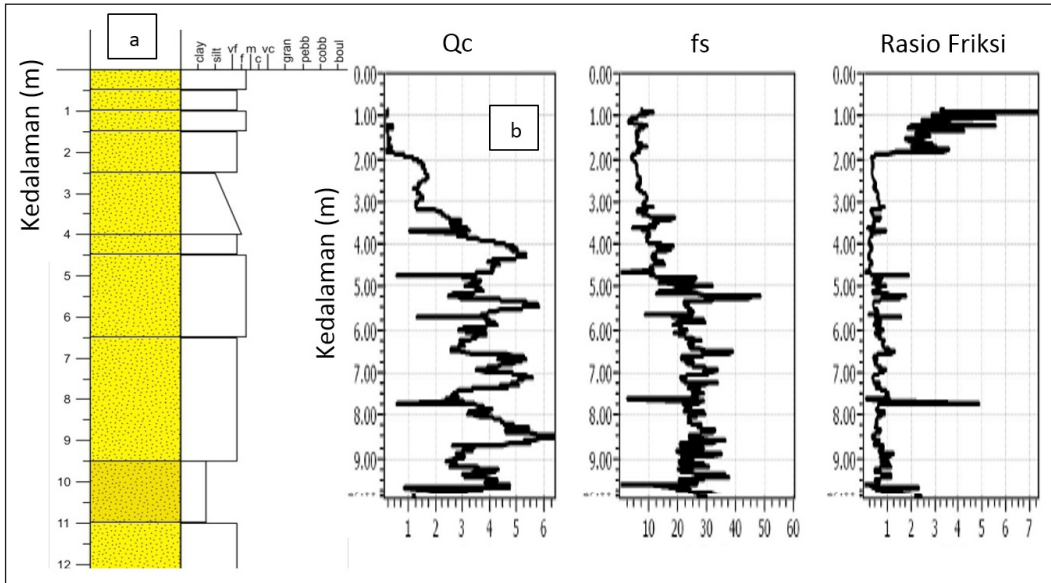 a
clay
silt
vf
f
m
c
vc
gran
pebb
cobb
boul
Kedalaman (m)
1
2
3
4
5
6
7
8
9
10
11
12
b
Kedalaman (m)
Qc
0.00
1.00
2.00
3.00
4.00
5.00
6.00
7.00
8.00
9.00
1 2 3 4 5 6
fs
0.00
1.00
2.00
3.00
4.00
5.00
6.00
7.00
8.00
9.00
10 20 30 40 50 60
Rasio Friksi
0.00
1.00
2.00
3.00
4.00
5.00
6.00
7.00
8.00
9.00
1 2 3 4 5 6 7